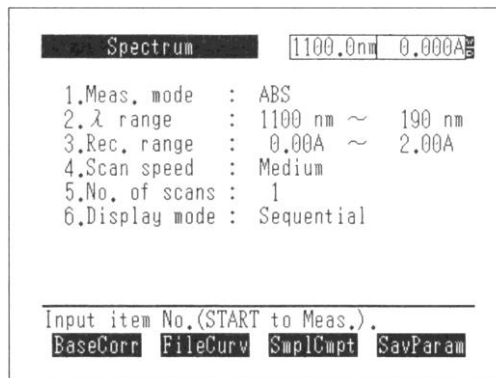 Spectrum 1100.0nm 0.000A
1.Meas. mode : ABS
2.λ range : 1100 nm ～ 190 nm
3.Rec. range : 0.00A ～ 2.00A
4.Scan speed : Medium
5.No. of scans : 1
6.Display mode : Sequential
Input item No.(START to Meas.).
BaseCorr FileCurv SmplCmpt SavParam